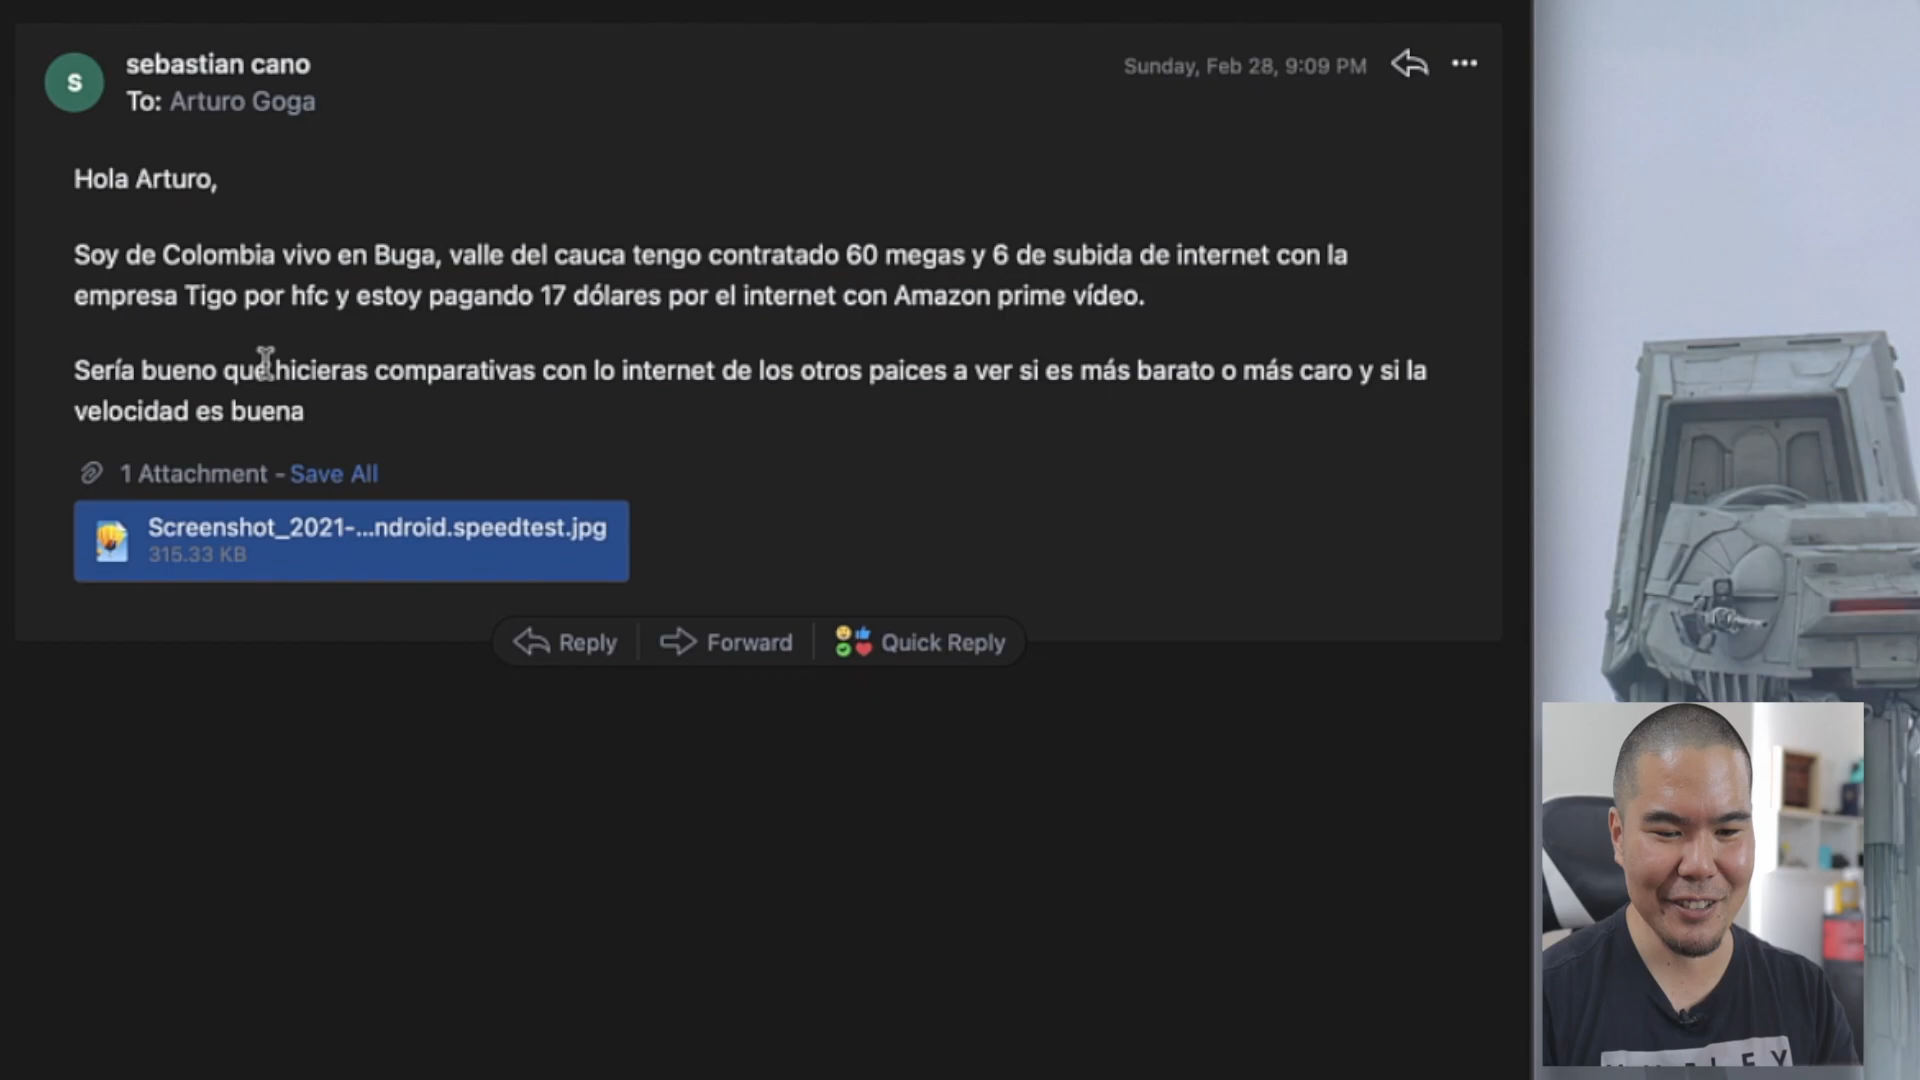 S
sebastian cano
To: Arturo Goga
Sunday, Feb 28, 9:09 PM
Hola Arturo,
Soy de Colombia vivo en Buga, valle del cauca tengo contratado 60 megas y 6 de subida de internet con la
empresa Tigo por hfc y estoy pagando 17 dólares por el internet con Amazon prime vídeo.
Sería bueno que hicieras comparativas con lo internet de los otros paices a ver si es más barato o más caro y si la
velocidad es buena
1 Attachment - Save All
Screenshot_2021-...ndroid.speedtest.jpg
315.33 KB
Reply
Forward
Quick Reply